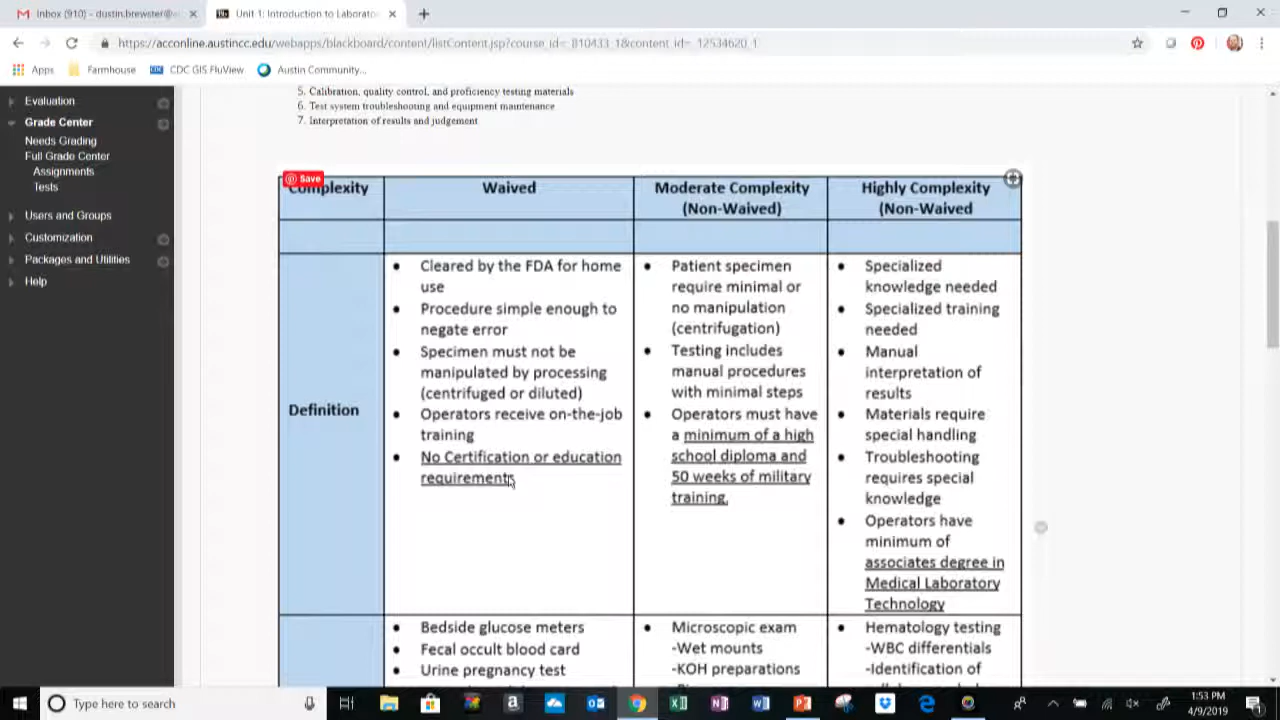 Inbox (910) - dustin.brewster@
Unit 1: Introduction to Laborato
https://acconline.austincc.edu/webapps/blackboard/content/listContent.jsp?course_id=_810433_1&content_id=_12534620_1
Apps Farmhouse CDC GIS FluView Austin Community...
Evaluation
Grade Center
Needs Grading
Full Grade Center
Assignments
Tests
Users and Groups
Customization
Packages and Utilities
Help
5. Calibration, quality control, and proficiency testing materials
6. Test system troubleshooting and equipment maintenance
7. Interpretation of results and judgement
Save
Complexity
Waived
Moderate Complexity
(Non-Waived)
Highly Complexity
(Non-Waived
Definition
• Cleared by the FDA for home
use
• Procedure simple enough to
negate error
• Specimen must not be
manipulated by processing
(centrifuged or diluted)
• Operators receive on-the-job
training
• No Certification or education
requirements
• Patient specimen
require minimal or
no manipulation
(centrifugation)
• Testing includes
manual procedures
with minimal steps
• Operators must have
a minimum of a high
school diploma and
50 weeks of military
training.
• Specialized
knowledge needed
• Specialized training
needed
• Manual
interpretation of
results
• Materials require
special handling
• Troubleshooting
requires special
knowledge
• Operators have
minimum of
associates degree in
Medical Laboratory
Technology
• Bedside glucose meters
• Fecal occult blood card
• Urine pregnancy test
• Microscopic exam
-Wet mounts
-KOH preparations
• Hematology testing
-WBC differentials
-Identification of
Type here to search
1:53 PM
4/9/2019